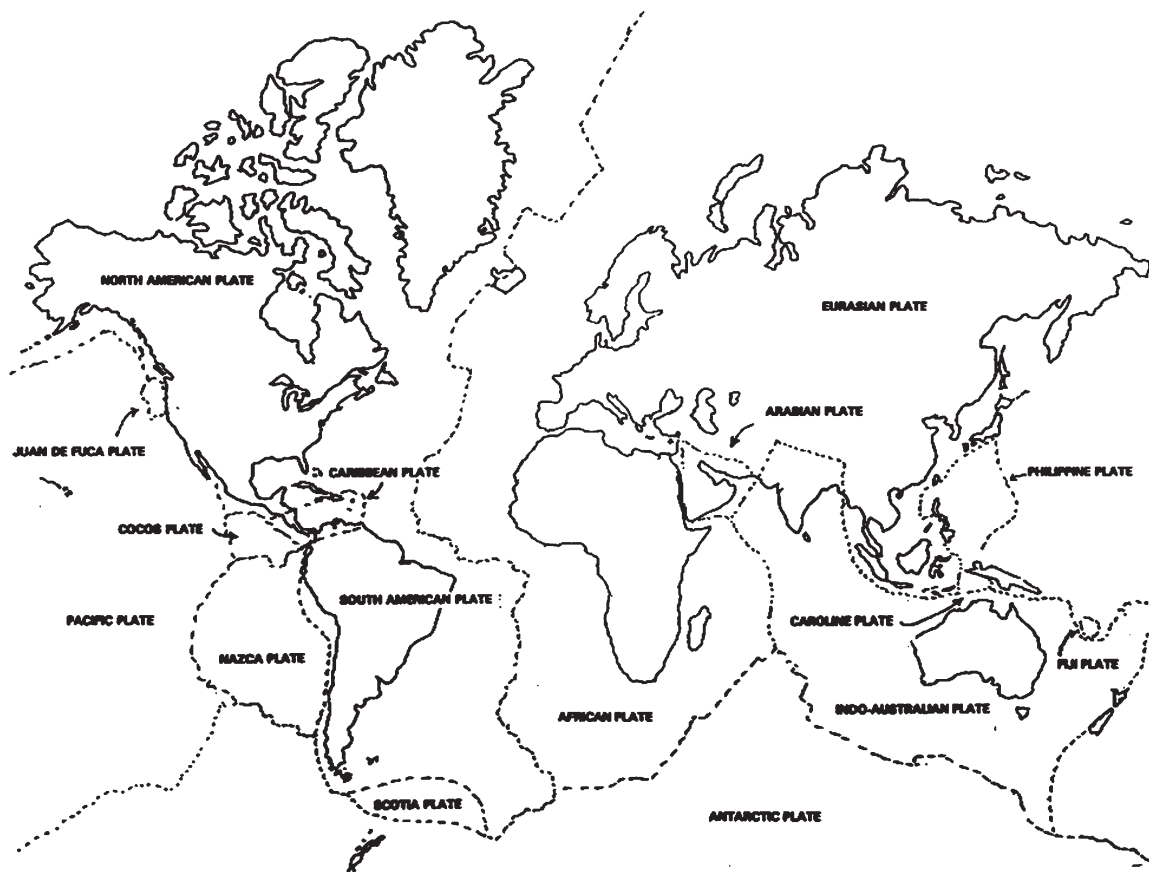 NORTH AMERICAN PLATE
EURASIAN PLATE
ARABIAN PLATE
JUAN DE FUCA PLATE
CARIBBEAN PLATE
PHILIPPINE PLATE
COCOS PLATE
SOUTH AMERICAN PLATE
PACIFIC PLATE
CAROLINE PLATE
NAZCA PLATE
FIJI PLATE
AFRICAN PLATE
INDO-AUSTRALIAN PLATE
SCOTIA PLATE
ANTARCTIC PLATE